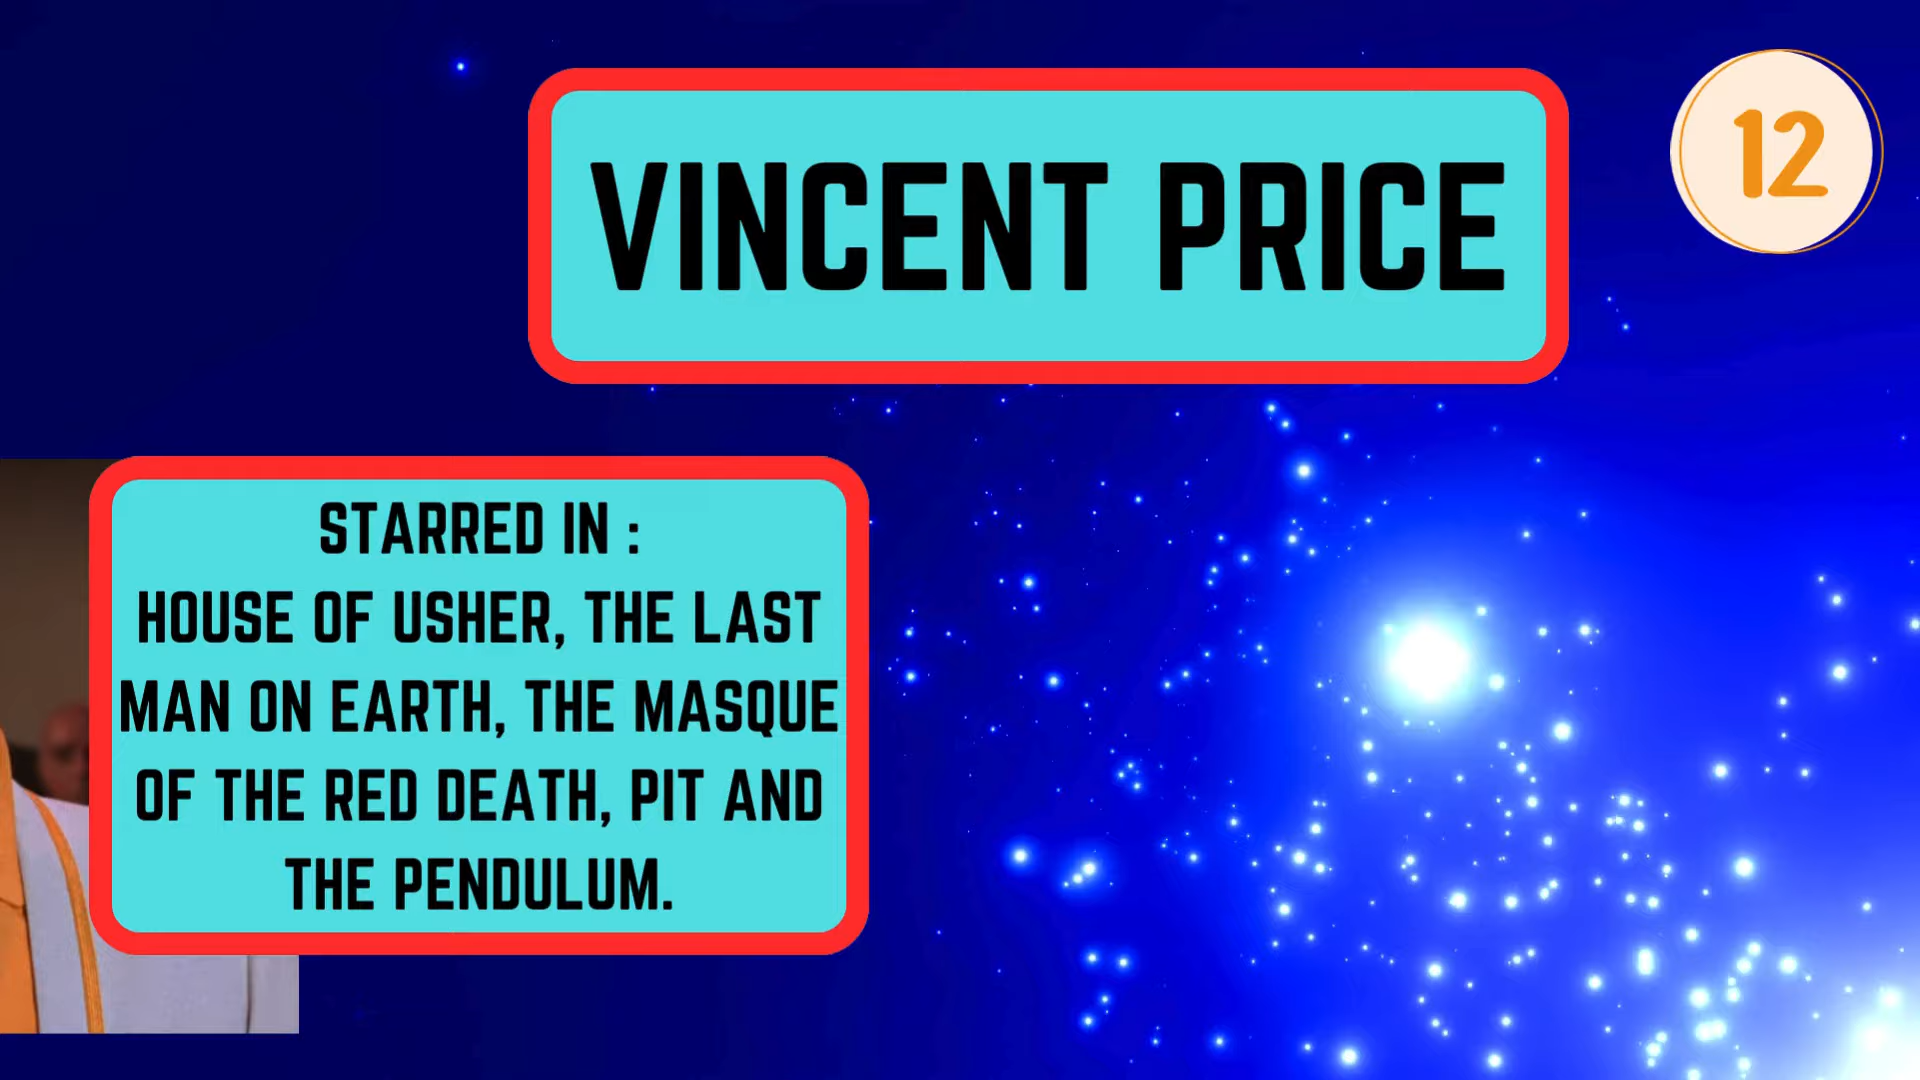 VINCENT PRICE
12
STARRED IN :
HOUSE OF USHER, THE LAST
MAN ON EARTH, THE MASQUE
OF THE RED DEATH, PIT AND
THE PENDULUM.